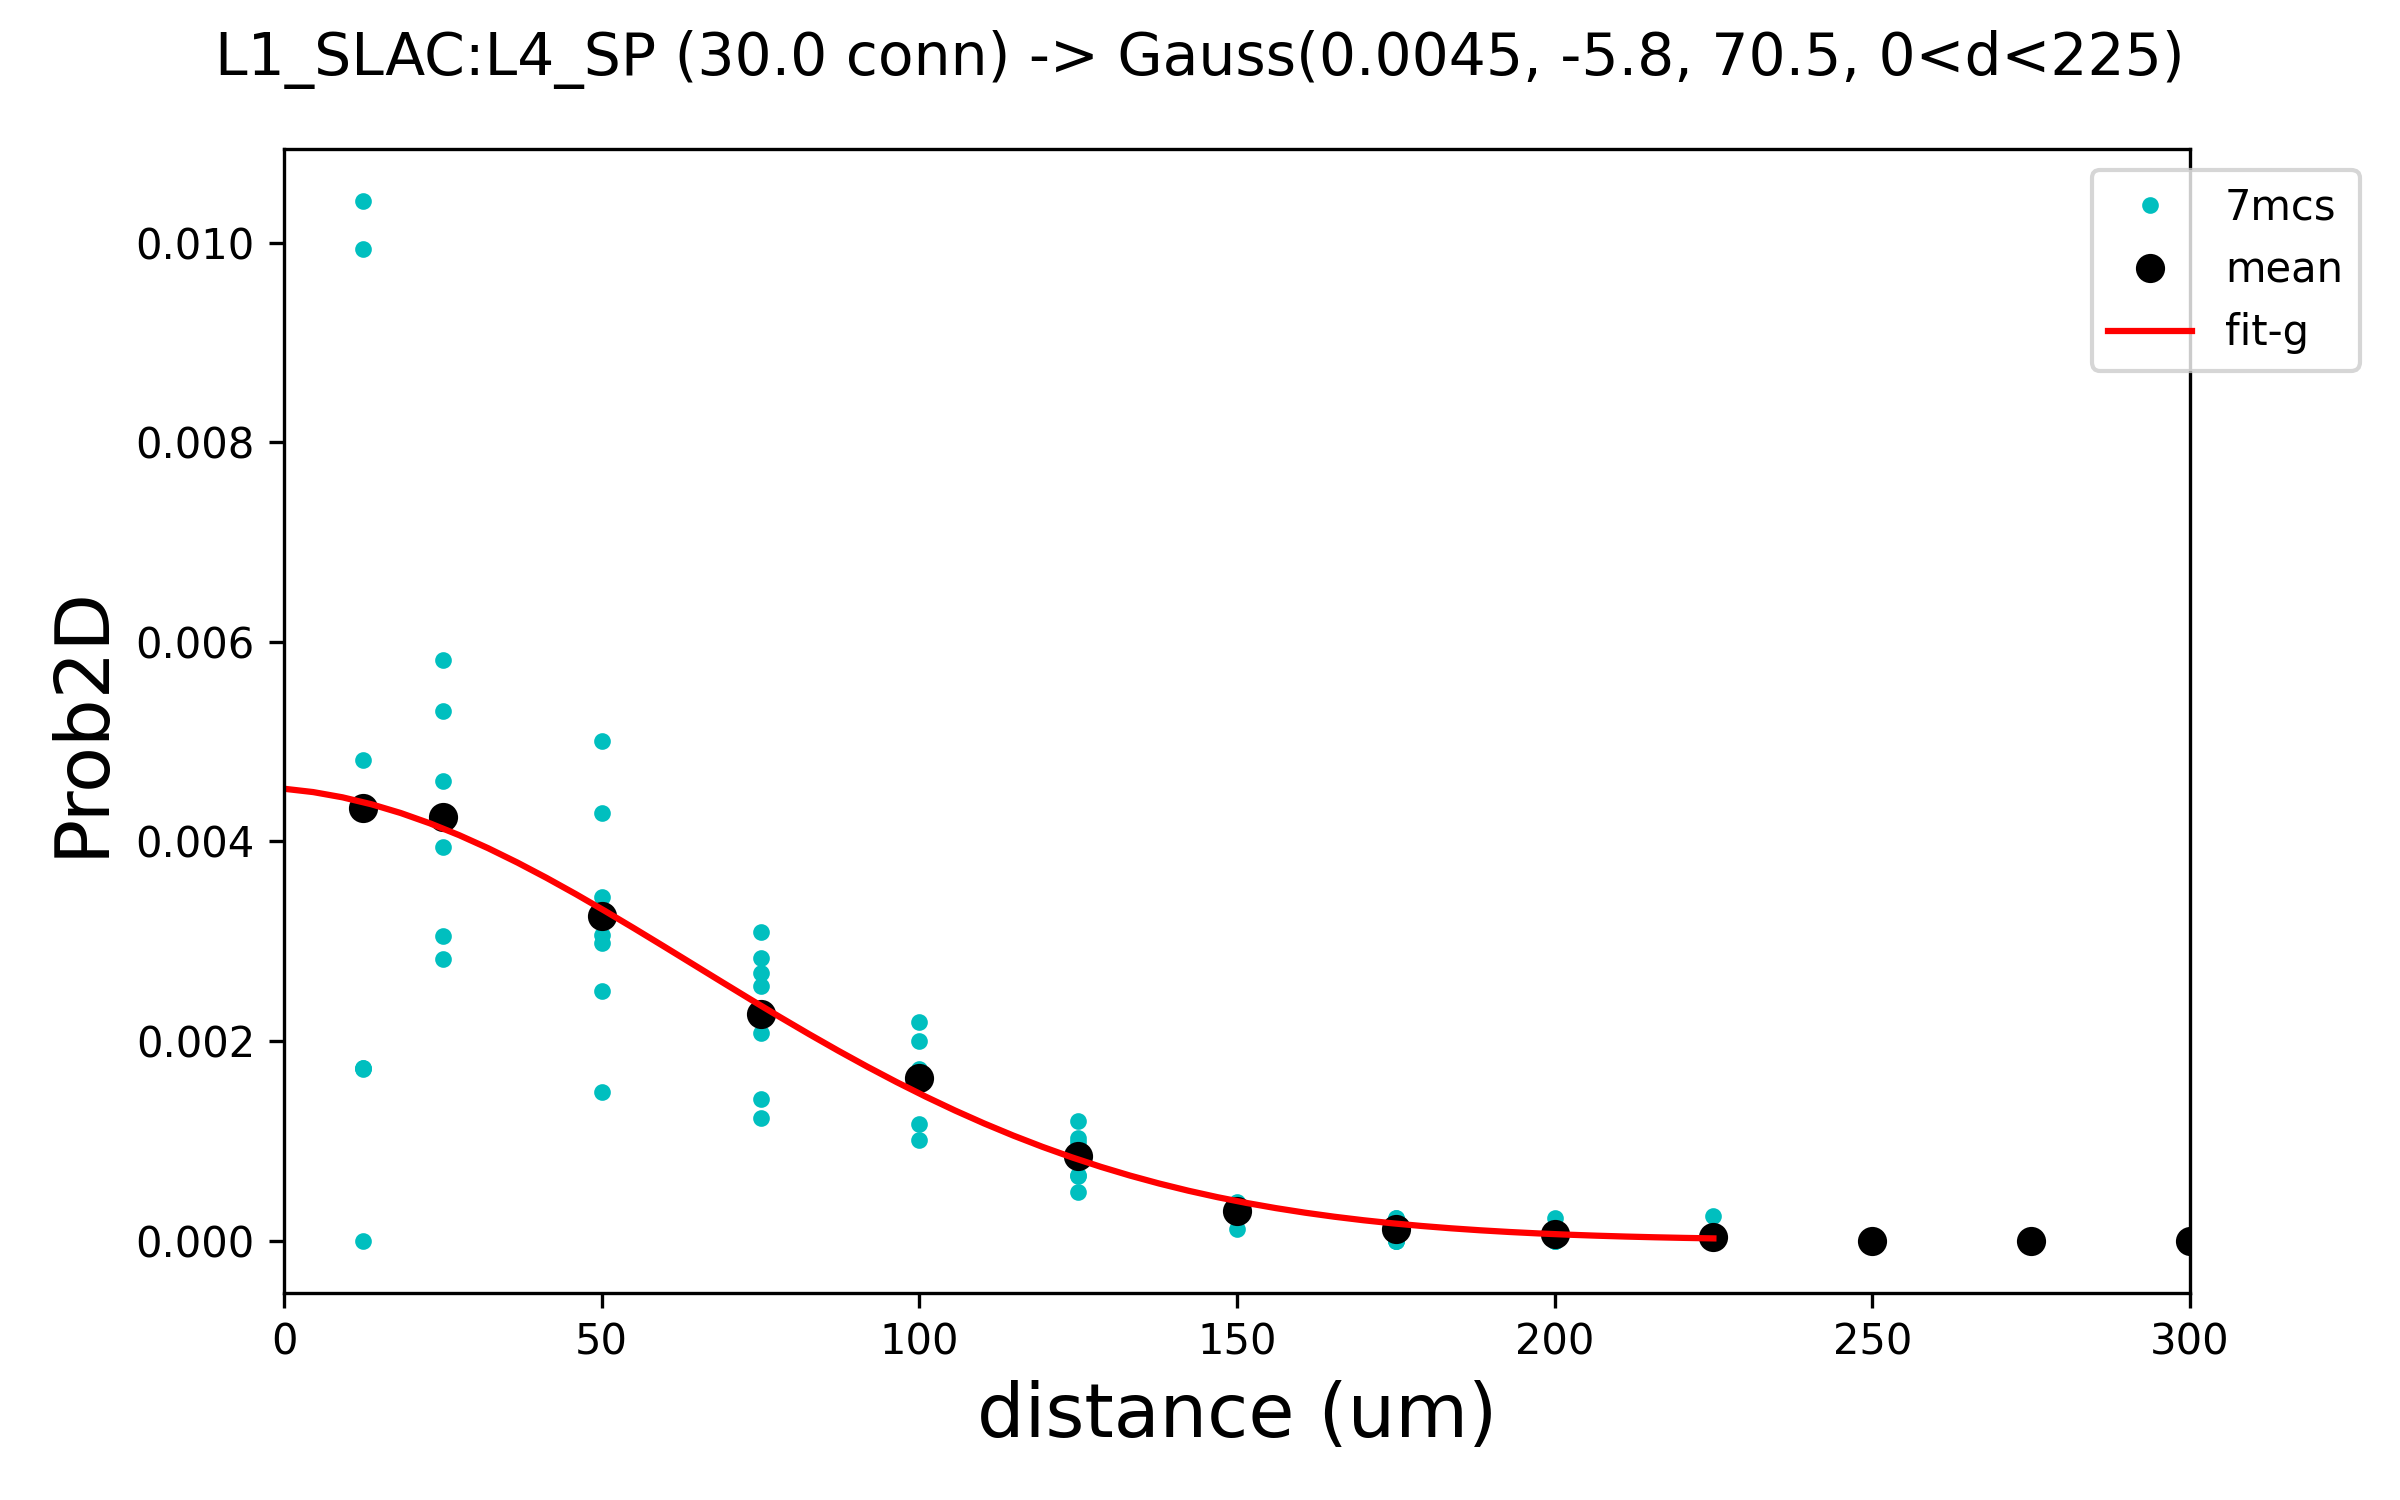 L1_SLAC:L4_SP (30.0 conn) -> Gauss(0.0045, -5.8, 70.5, 0<d<225)
7mcs
mean
fit-g
0.010
0.008
0.006
0.004
0.002
0.000
Prob2D
0 50 100 150 200 250 300
distance (um)